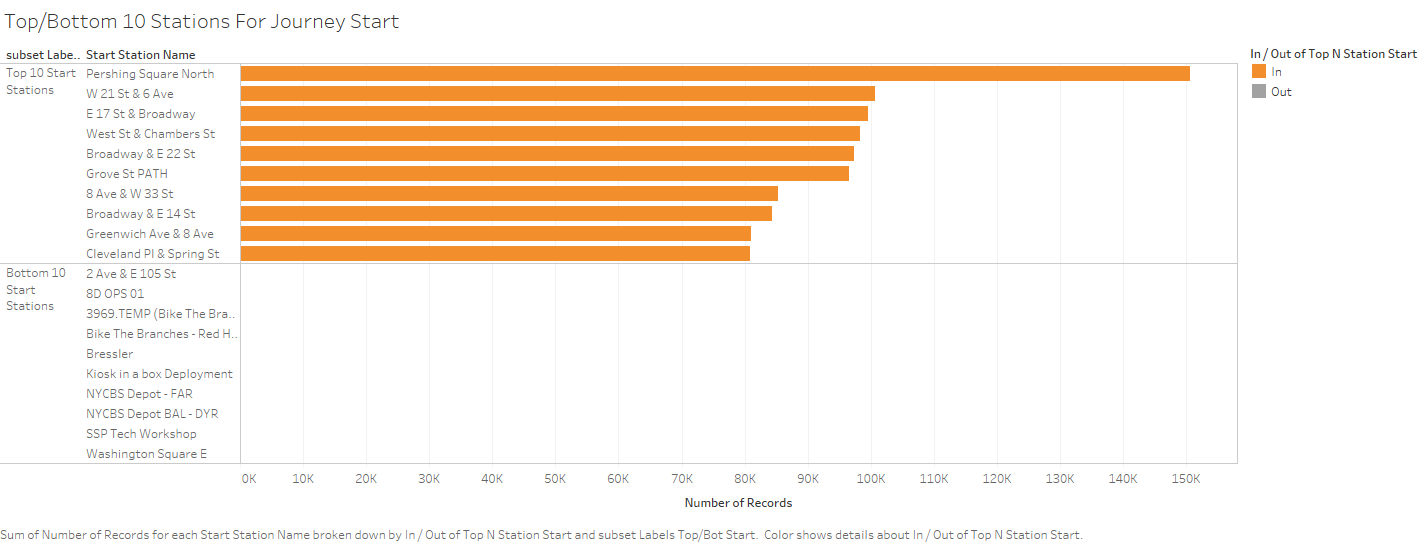 Top/Bottom 10 Stations For Journey Start
subset Labe.. Start Station Name
Top 10 Start Stations
Pershing Square North
W 21 St & 6 Ave
E 17 St & Broadway
West St & Chambers St
Broadway & E 22 St
Grove St PATH
8 Ave & W 33 St
Broadway & E 14 St
Greenwich Ave & 8 Ave
Cleveland Pl & Spring St
Bottom 10 Start Stations
2 Ave & E 105 St
8D OPS 01
3969.TEMP (Bike The Bra..
Bike The Branches - Red H..
Bressler
Kiosk in a box Deployment
NYCBS Depot - FAR
NYCBS Depot BAL - DYR
SSP Tech Workshop
Washington Square E
0K 10K 20K 30K 40K 50K 60K 70K 80K 90K 100K 110K 120K 130K 140K 150K
Number of Records
In / Out of Top N Station Start
In
Out
Sum of Number of Records for each Start Station Name broken down by In / Out of Top N Station Start and subset Labels Top/Bot Start. Color shows details about In / Out of Top N Station Start.